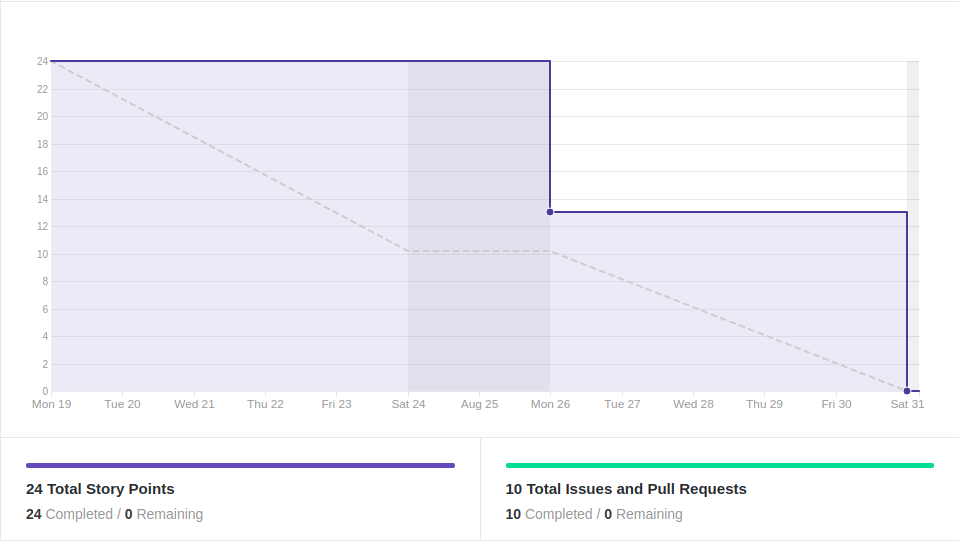 24
22
20
18
16
14
12
10
8
6
4
2
0
Mon 19 Tue 20 Wed 21 Thu 22 Fri 23 Sat 24 Aug 25 Mon 26 Tue 27 Wed 28 Thu 29 Fri 30 Sat 31
24 Total Story Points
24 Completed / 0 Remaining
10 Total Issues and Pull Requests
10 Completed / 0 Remaining